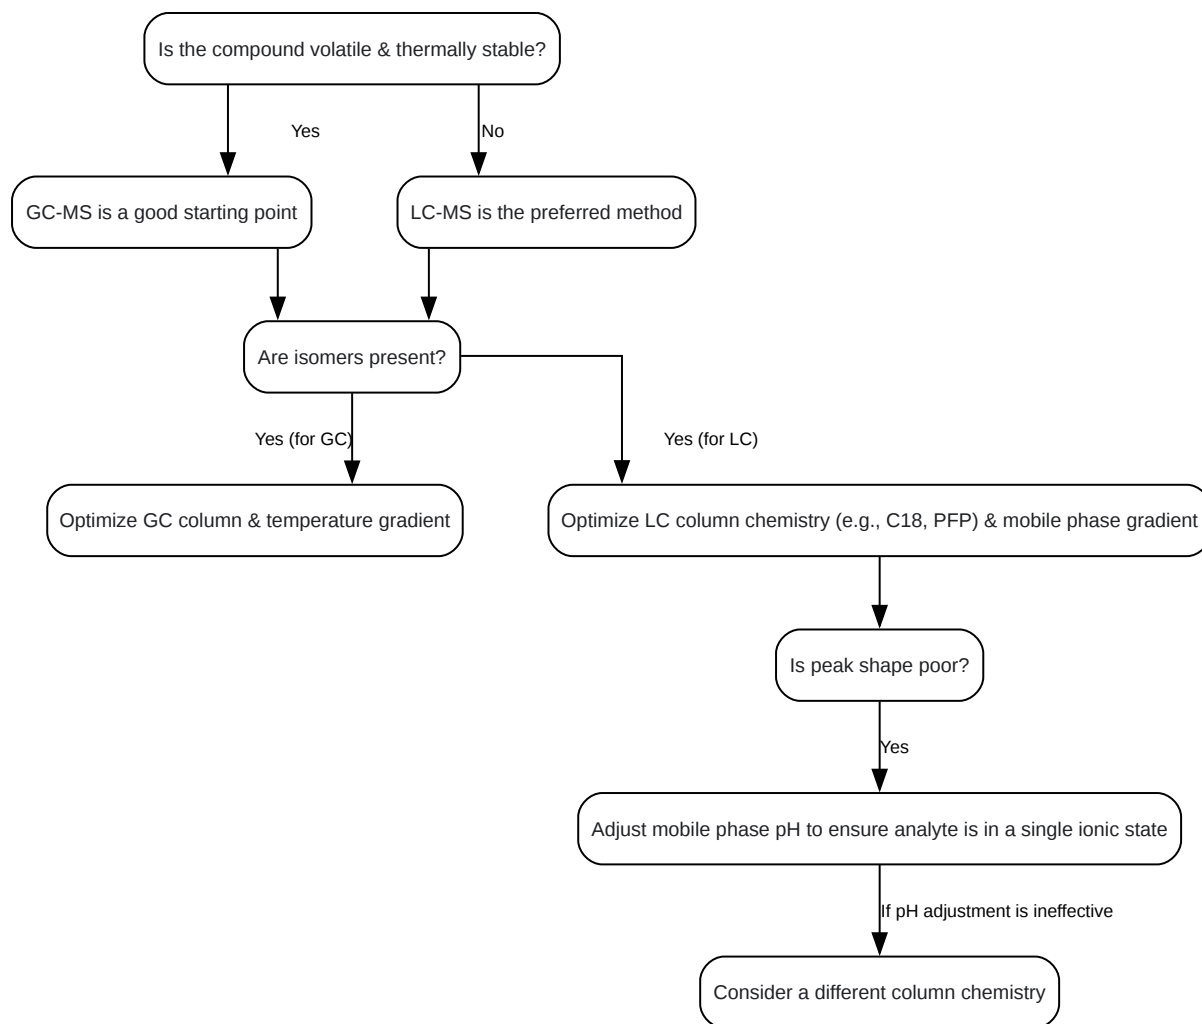 Is the compound volatile & thermally stable?
Yes
No
GC-MS is a good starting point
LC-MS is the preferred method
Are isomers present?
Yes (for GC)
Yes (for LC)
Optimize GC column & temperature gradient
Optimize LC column chemistry (e.g., C18, PFP) & mobile phase gradient
Is peak shape poor?
Yes
Adjust mobile phase pH to ensure analyte is in a single ionic state
If pH adjustment is ineffective
Consider a different column chemistry